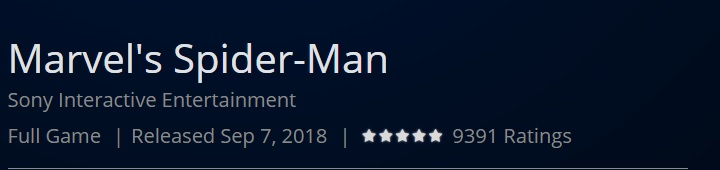 Marvel's Spider-Man
Sony Interactive Entertainment
Full Game | Released Sep 7, 2018 | ★★★★★ 9391 Ratings